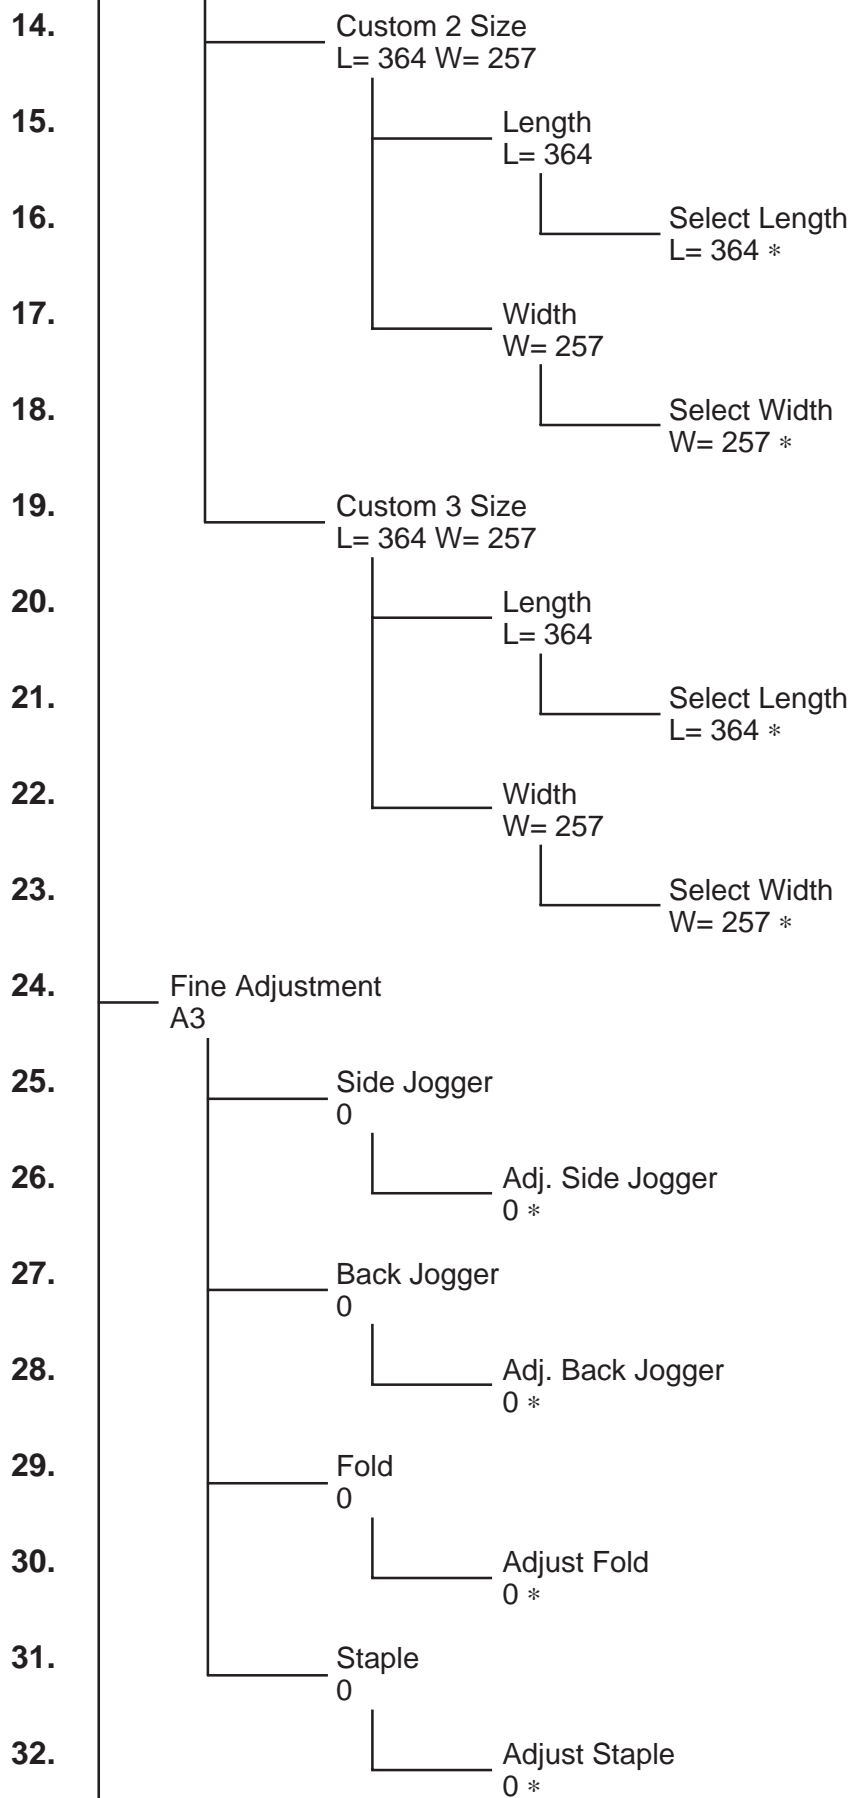 14. Custom 2 Size
L= 364 W= 257
15. Length
L= 364
16. Select Length
L= 364 *
17. Width
W= 257
18. Select Width
W= 257 *
19. Custom 3 Size
L= 364 W= 257
20. Length
L= 364
21. Select Length
L= 364 *
22. Width
W= 257
23. Select Width
W= 257 *
24. Fine Adjustment
A3
25. Side Jogger
0
26. Adj. Side Jogger
0 *
27. Back Jogger
0
28. Adj. Back Jogger
0 *
29. Fold
0
30. Adjust Fold
0 *
31. Staple
0
32. Adjust Staple
0 *